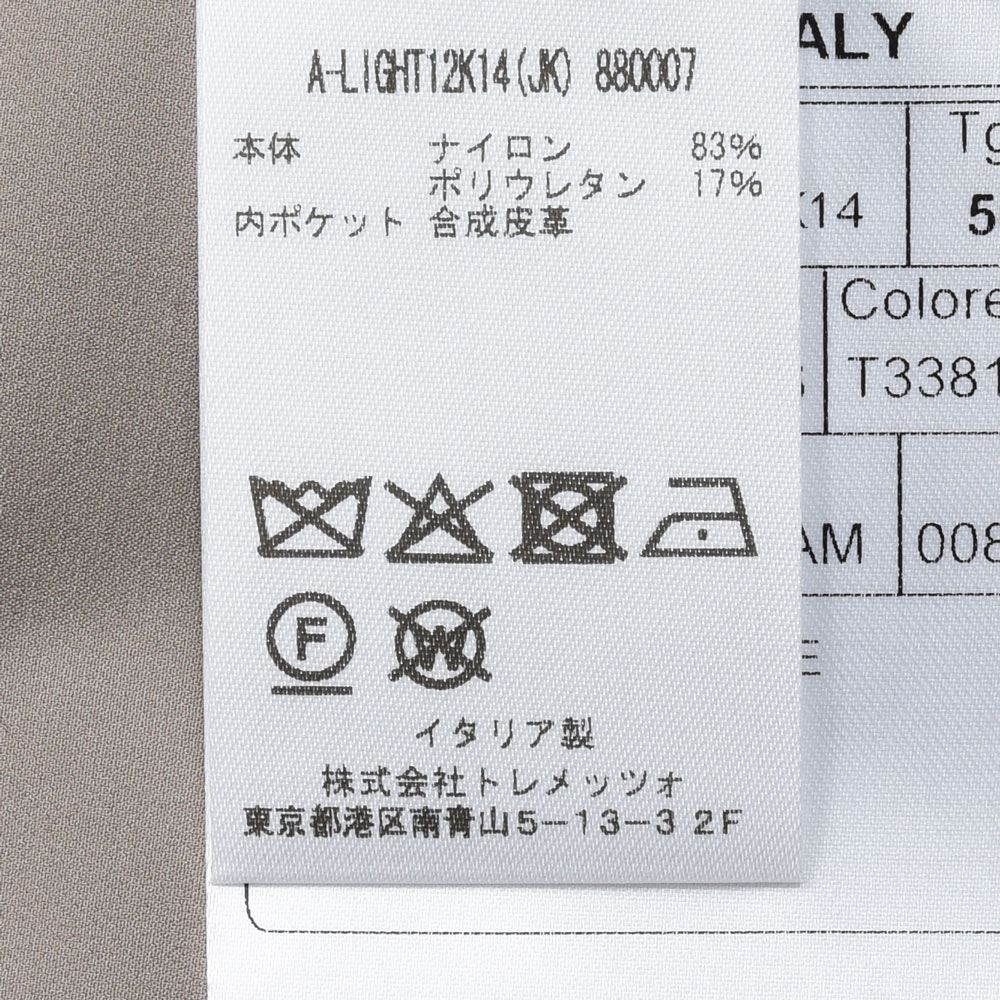 A-LIGHT12K14(JK) 880007
本体 ナイロン 83%
ポリウレタン 17%
内ポケット 合成皮革
F
W
イタリア製
株式会社トレメッツォ
東京都港区南青山5-13-3 2F
ALY
Tg
14
5
Colore
T3381
AM
008
E